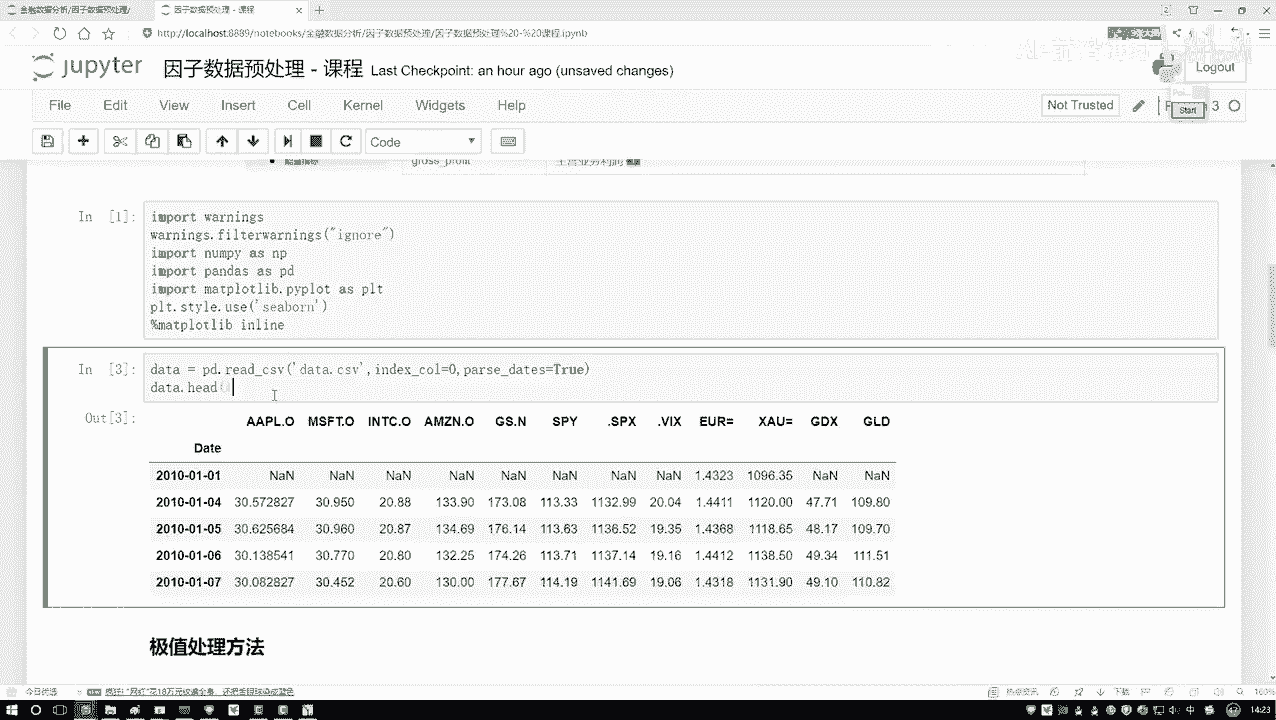 金融数据分析/因子数据预处理/
因子数据预处理 - 课程
http://localhost:8889/notebooks/金融数据分析/因子数据预处理/因子数据预处理%20-%20课程.ipynb
jupyter 因子数据预处理 - 课程 Last Checkpoint: an hour ago (unsaved changes)
Logout
File Edit View Insert Cell Kernel Widgets Help
Not Trusted
3
Start
Code
gross_profit
In [1]:
import warnings
warnings.filterwarnings("ignore")
import numpy as np
import pandas as pd
import matplotlib.pyplot as plt
plt.style.use('seaborn')
%matplotlib inline
In [3]:
data = pd.read_csv('data.csv',index_col=0,parse_dates=True)
data.head()
Out[3]:
AAPL.O MSFT.O INTC.O AMZN.O GS.N SPY .SPX .VIX EUR= XAU= GDX GLD
Date
2010-01-01 NaN NaN NaN NaN NaN NaN NaN NaN 1.4323 1096.35 NaN NaN
2010-01-04 30.572827 30.950 20.88 133.90 173.08 113.33 1132.99 20.04 1.4411 1120.00 47.71 109.80
2010-01-05 30.625684 30.960 20.87 134.69 176.14 113.63 1136.52 19.35 1.4368 1118.65 48.17 109.70
2010-01-06 30.138541 30.770 20.80 132.25 174.26 113.71 1137.14 19.16 1.4412 1138.50 49.34 111.51
2010-01-07 30.082827 30.452 20.60 130.00 177.67 114.19 1141.69 19.06 1.4318 1131.90 49.10 110.82
极值处理方法
今日优选
下载
160%
中
14:23